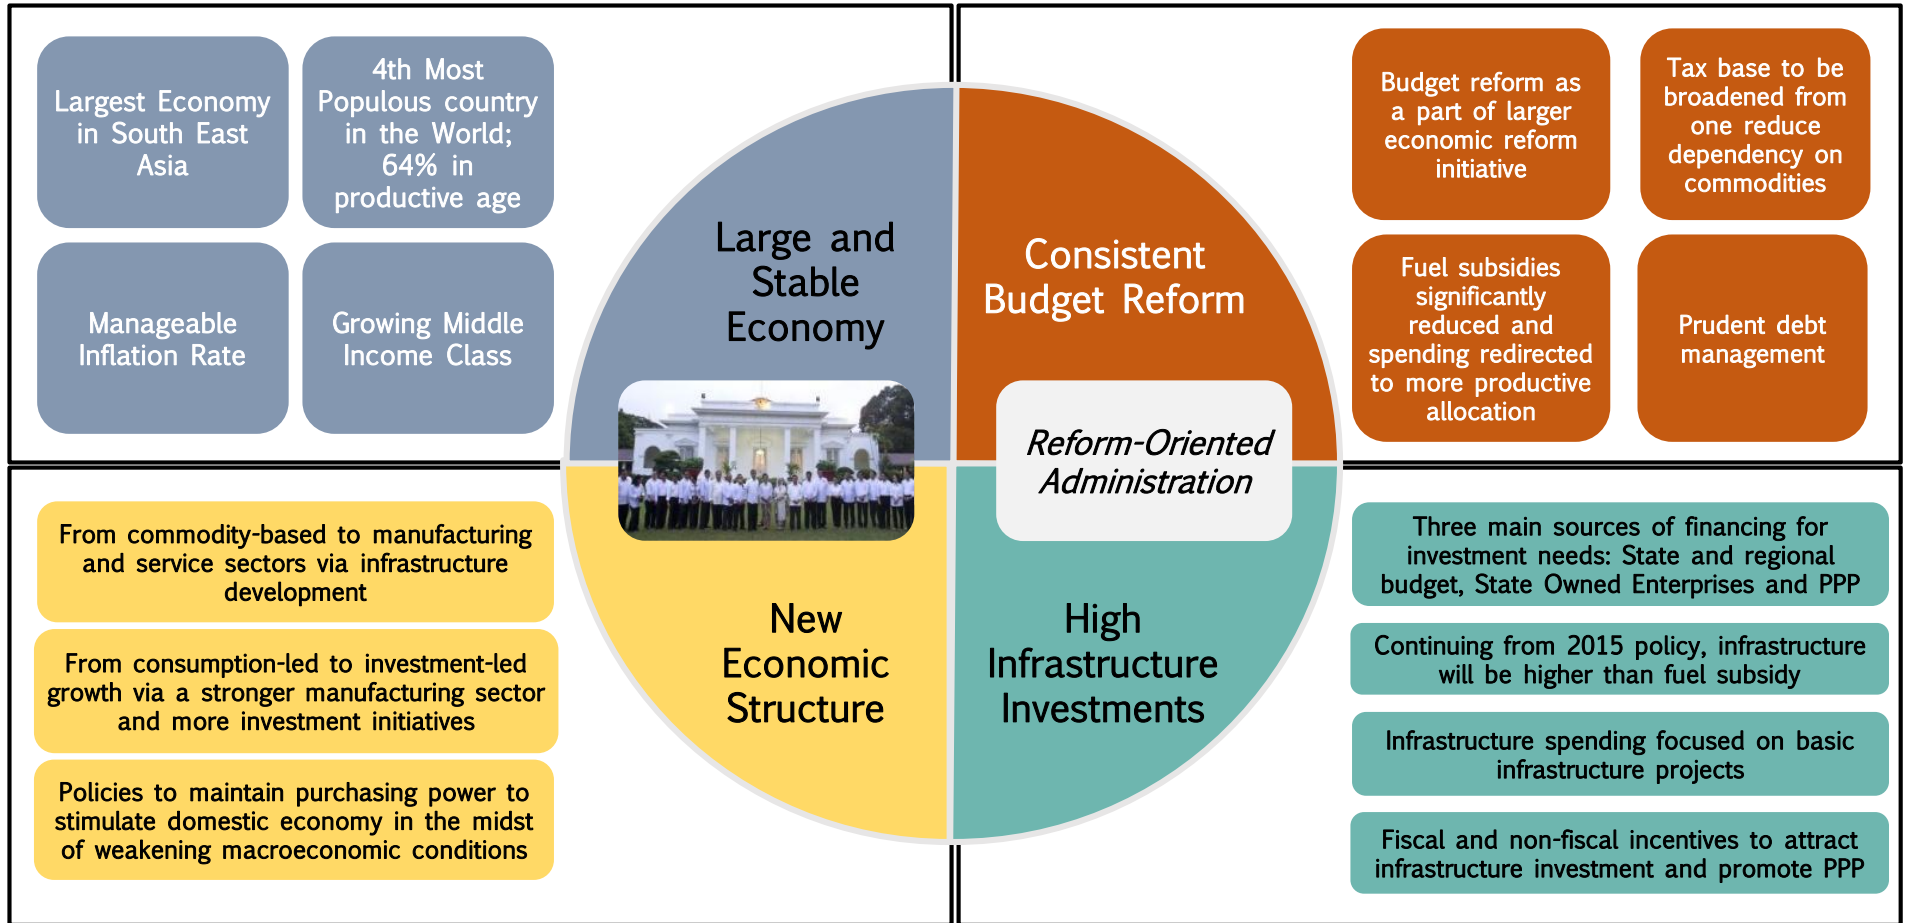 Largest Economy
in South East
Asia
4th Most
Populous country
in the World;
64% in
productive age
Manageable
Inflation Rate
Growing Middle
Income Class
Large and
Stable
Economy
Consistent
Budget Reform
Budget reform as
a part of larger
economic reform
initiative
Tax base to be
broadened from
one reduce
dependency on
commodities
Fuel subsidies
significantly
reduced and
spending redirected
to more productive
allocation
Prudent debt
management
Reform-Oriented
Administration
From commodity-based to manufacturing
and service sectors via infrastructure
development
From consumption-led to investment-led
growth via a stronger manufacturing sector
and more investment initiatives
Policies to maintain purchasing power to
stimulate domestic economy in the midst
of weakening macroeconomic conditions
New
Economic
Structure
High
Infrastructure
Investments
Three main sources of financing for
investment needs: State and regional
budget, State Owned Enterprises and PPP
Continuing from 2015 policy, infrastructure
will be higher than fuel subsidy
Infrastructure spending focused on basic
infrastructure projects
Fiscal and non-fiscal incentives to attract
infrastructure investment and promote PPP